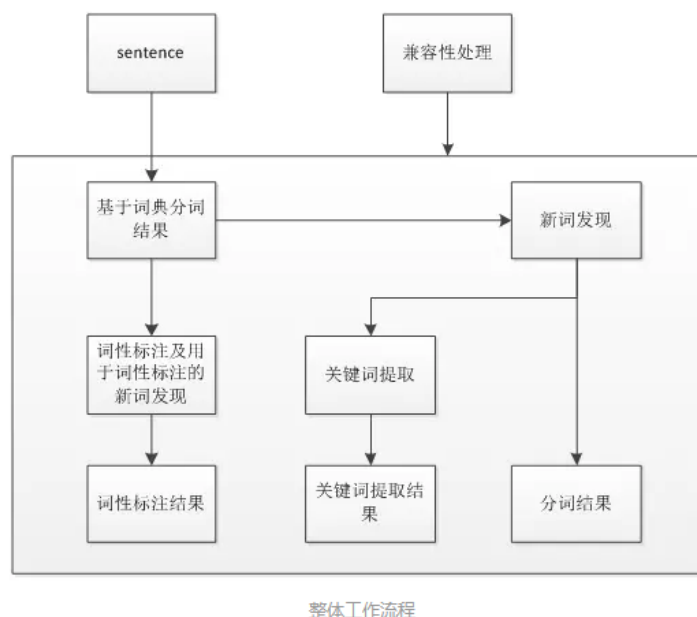 sentence
兼容性处理
基于词典分词
结果
新词发现
词性标注及用
于词性标注的
新词发现
关键词提取
词性标注结果
关键词提取结
果
分词结果
整体工作流程